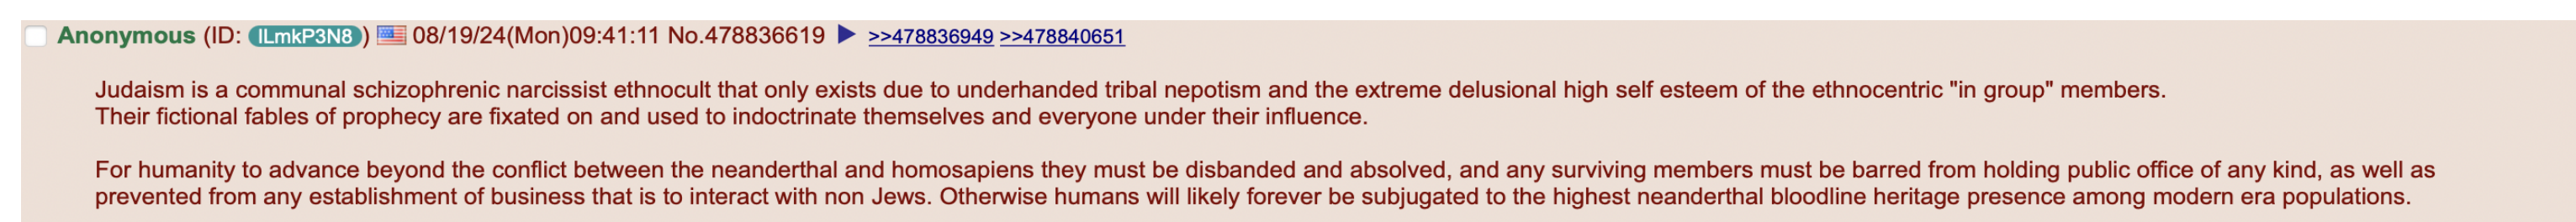 Anonymous (ID: ILmkP3N8) 08/19/24(Mon)09:41:11 No.478836619 ▶ >>478836949 >>478840651
Judaism is a communal schizophrenic narcissist ethnocult that only exists due to underhanded tribal nepotism and the extreme delusional high self esteem of the ethnocentric "in group" members.
Their fictional fables of prophecy are fixated on and used to indoctrinate themselves and everyone under their influence.
For humanity to advance beyond the conflict between the neanderthal and homosapiens they must be disbanded and absolved, and any surviving members must be barred from holding public office of any kind, as well as
prevented from any establishment of business that is to interact with non Jews. Otherwise humans will likely forever be subjugated to the highest neanderthal bloodline heritage presence among modern era populations.